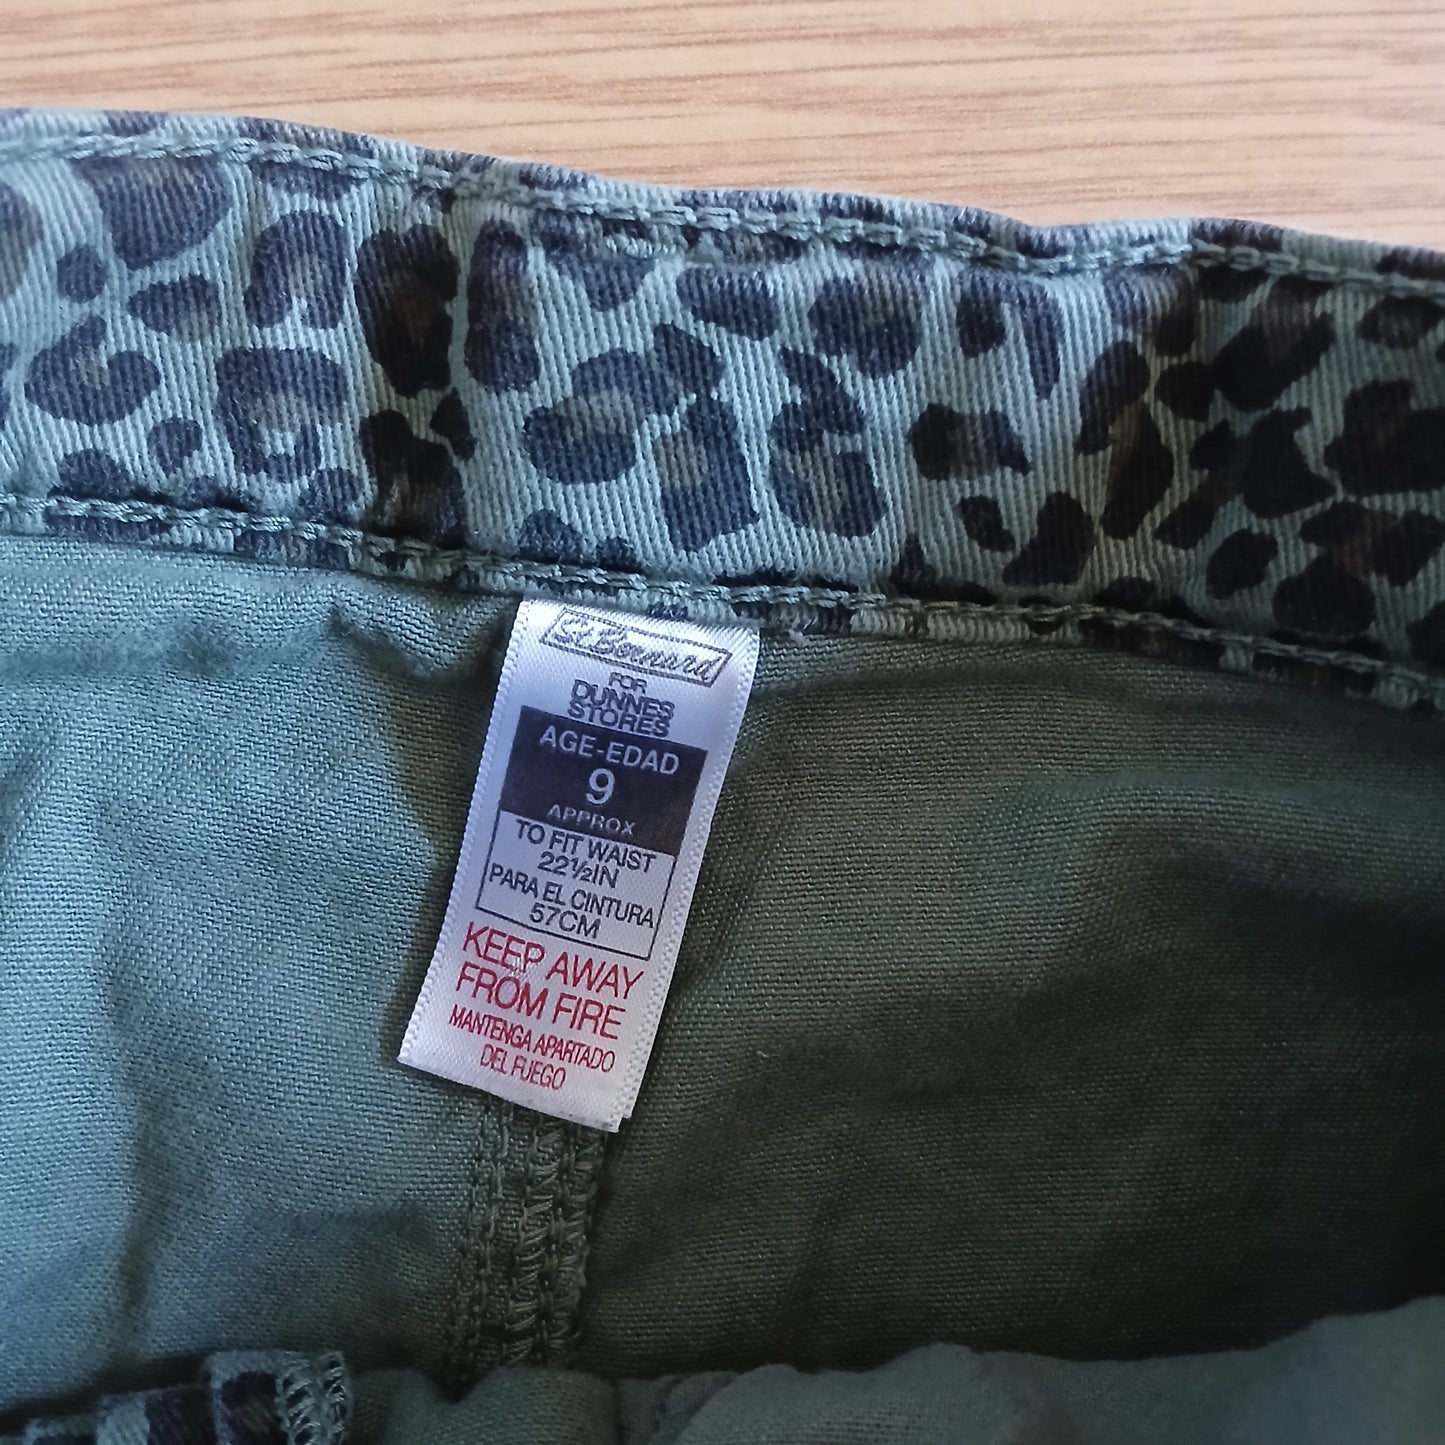 St. Bernard
FOR
DUNNES
STORES
AGE-EDAD
9
APPROX
TO FIT WAIST
22½IN
PARA EL CINTURA
57CM
KEEP AWAY
FROM FIRE
MANTENGA APARTADO
DEL FUEGO